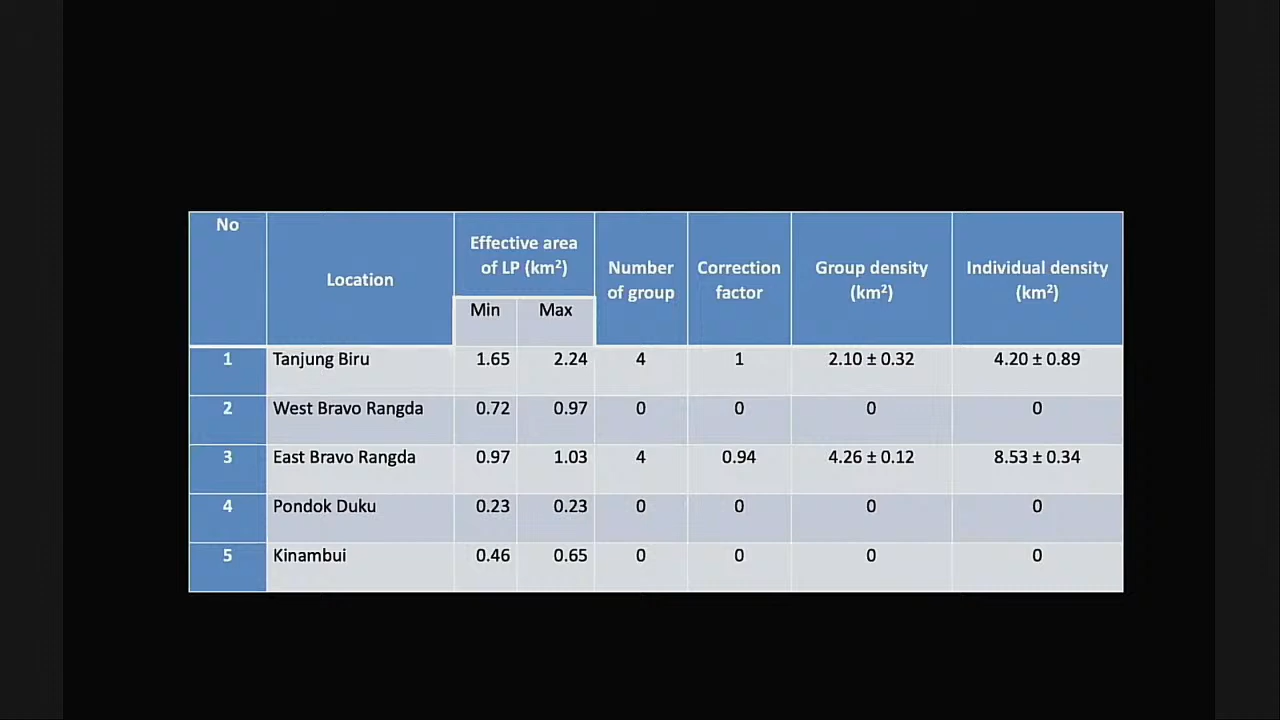 No
Location
Effective area
of LP (km²)
Number
of group
Correction
factor
Group density
(km²)
Individual density
(km²)
Min Max
1 Tanjung Biru 1.65 2.24 4 1 2.10 ± 0.32 4.20 ± 0.89
2 West Bravo Rangda 0.72 0.97 0 0 0 0
3 East Bravo Rangda 0.97 1.03 4 0.94 4.26 ± 0.12 8.53 ± 0.34
4 Pondok Duku 0.23 0.23 0 0 0 0
5 Kinambui 0.46 0.65 0 0 0 0